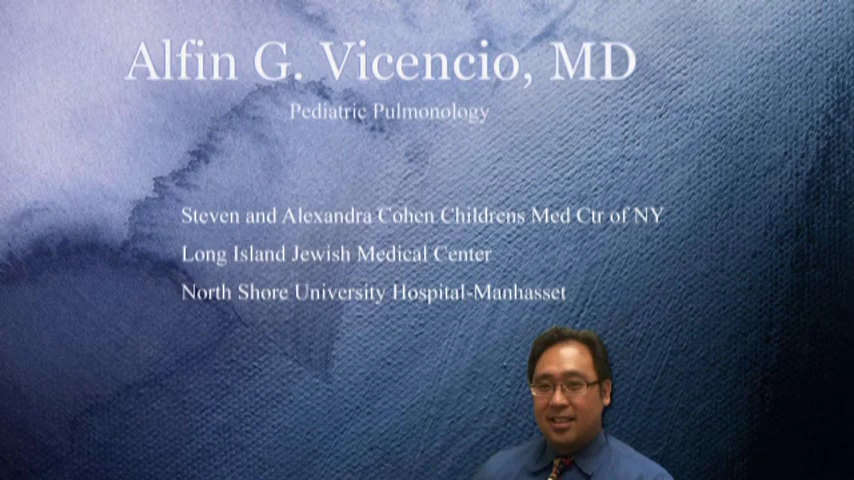 Alfin G. Vicencio, MD
Pediatric Pulmonology
Steven and Alexandra Cohen Childrens Med Ctr of NY
Long Island Jewish Medical Center
North Shore University Hospital-Manhasset